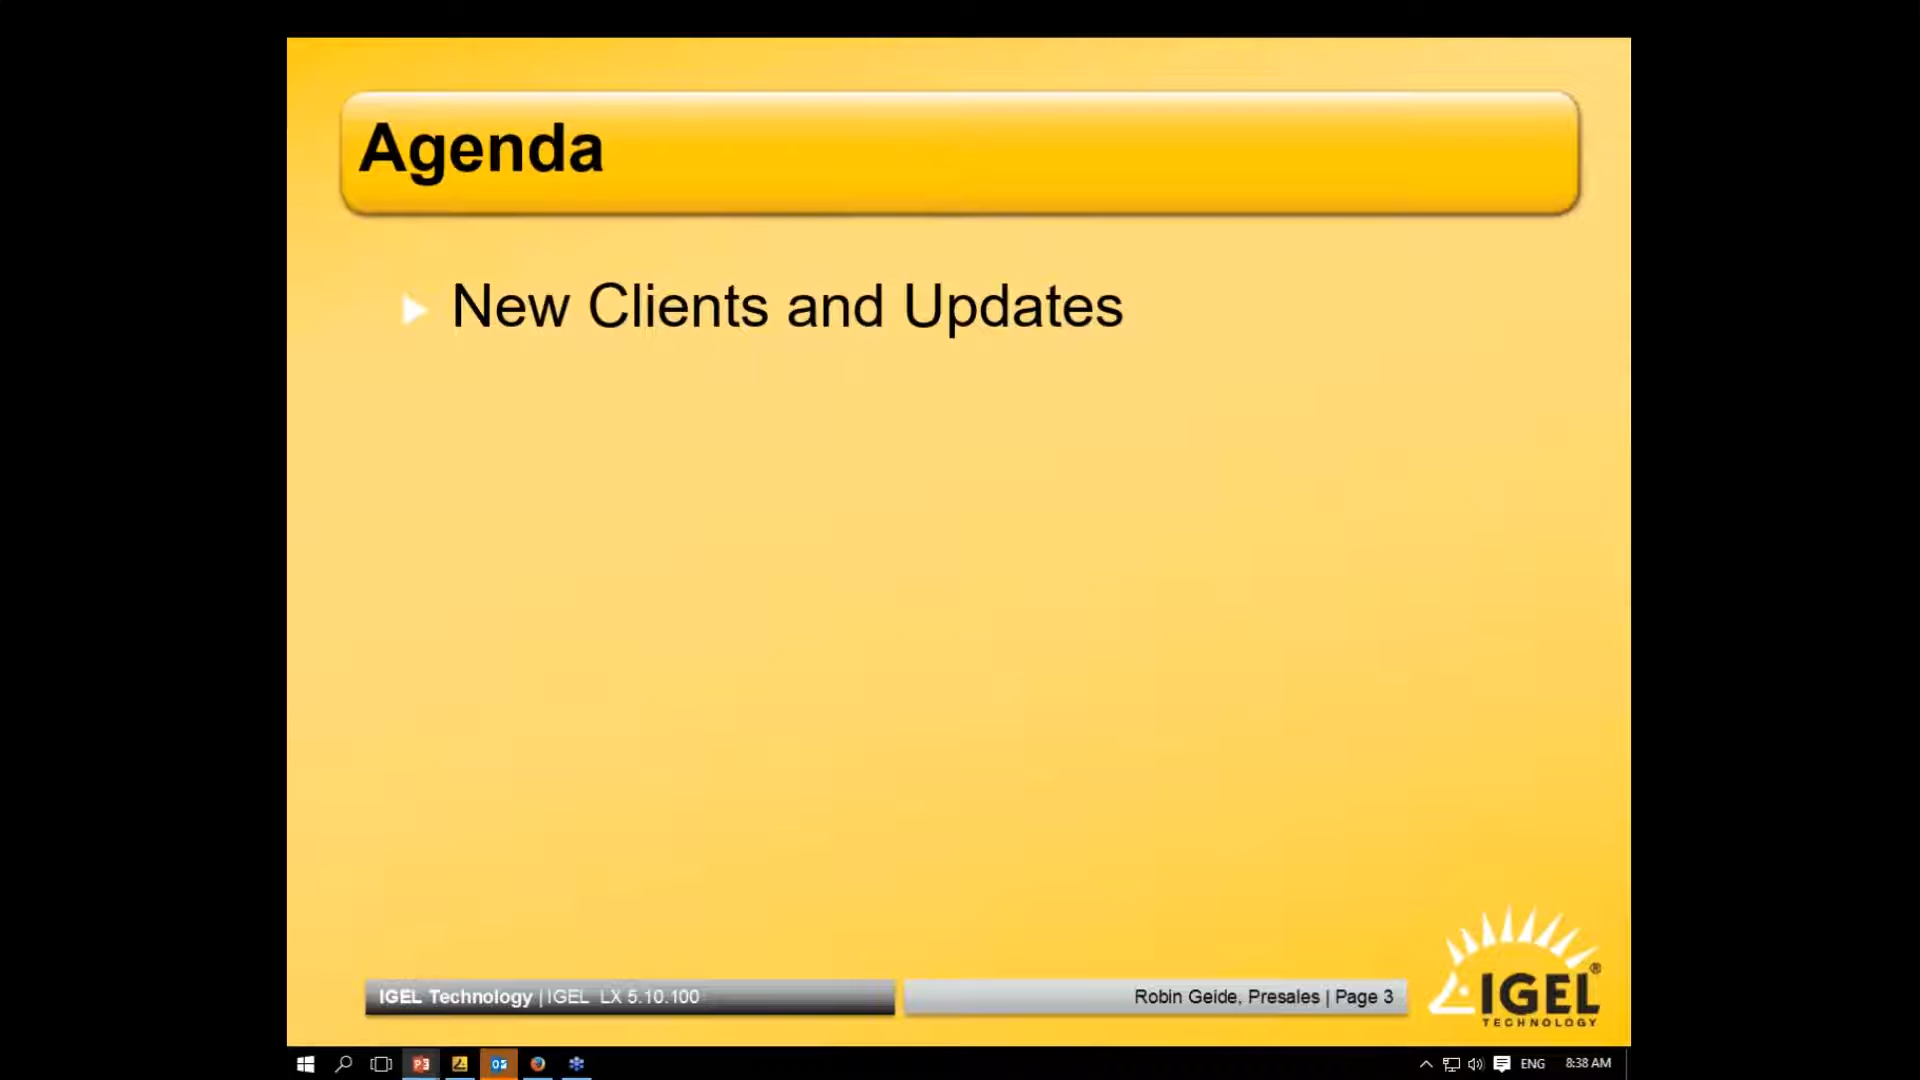 Agenda
New Clients and Updates
IGEL Technology | IGEL LX 5.10.100
Robin Geide, Presales | Page 3
IGEL®
TECHNOLOGY
ENG
8:38 AM